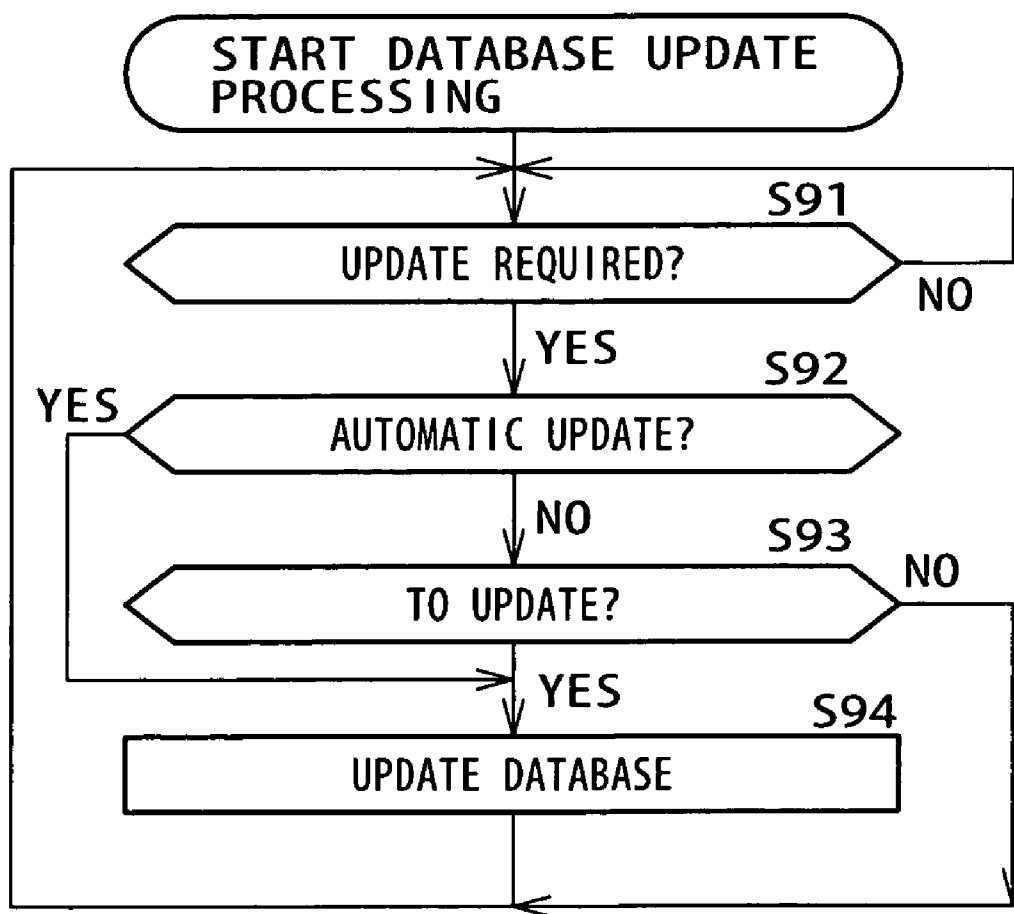 START DATABASE UPDATE
PROCESSING
S91
UPDATE REQUIRED?
NO
YES
S92
YES
AUTOMATIC UPDATE?
NO
S93
NO
TO UPDATE?
YES
S94
UPDATE DATABASE